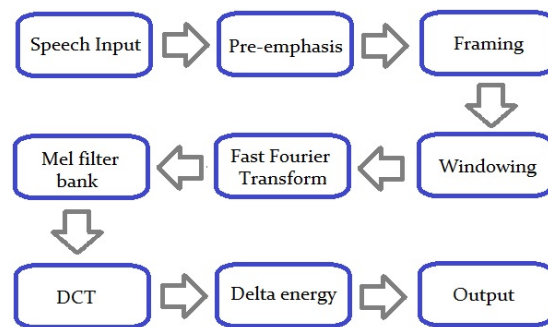 Speech Input
Pre-emphasis
Framing
Windowing
Fast Fourier
Transform
Mel filter
bank
DCT
Delta energy
Output